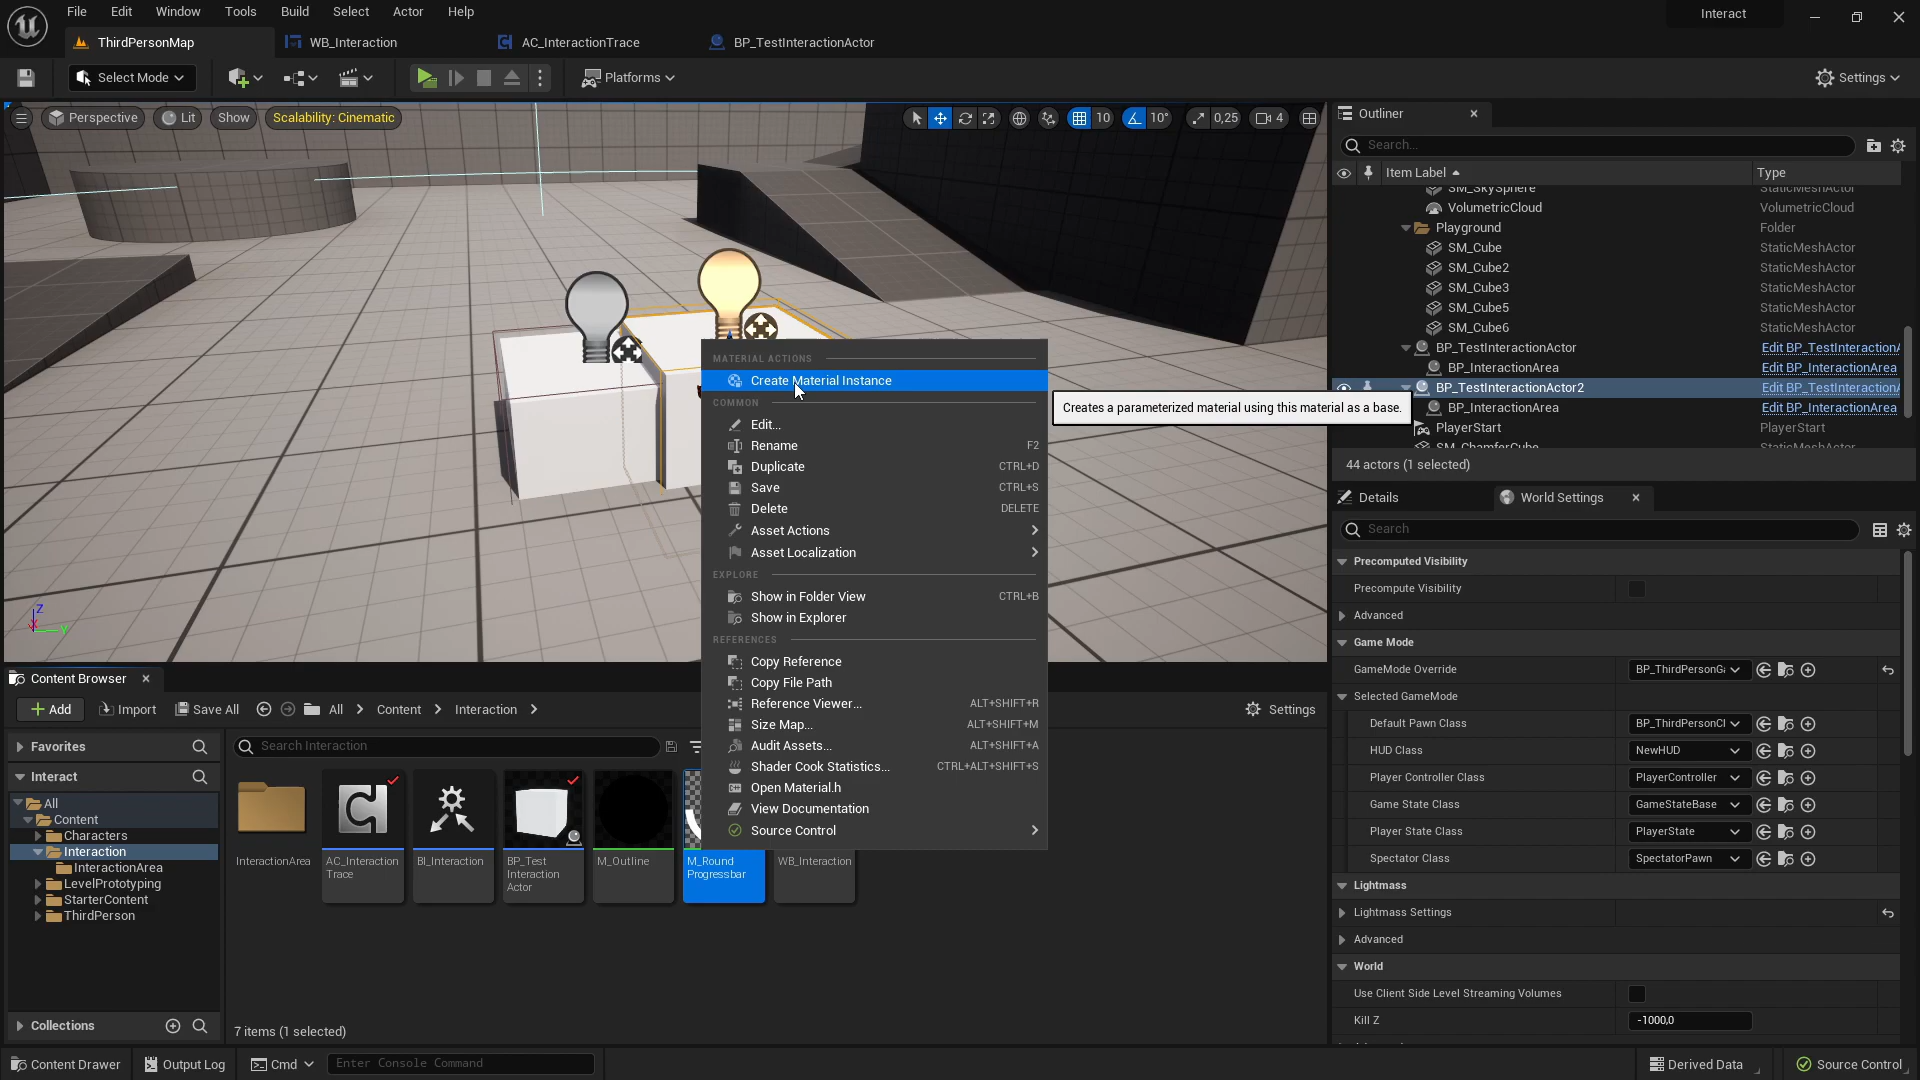 File Edit Window Tools Build Select Actor Help
Interact
ThirdPersonMap WB_Interaction AC_InteractionTrace BP_TestInteractionActor
Select Mode Platforms Settings
Perspective Lit Show Scalability: Cinematic 10 10° 0,25 4
Outliner
Search...
Item Label Type
SM_SkySphere StaticMeshActor
VolumetricCloud VolumetricCloud
Playground Folder
SM_Cube StaticMeshActor
SM_Cube2 StaticMeshActor
SM_Cube3 StaticMeshActor
SM_Cube5 StaticMeshActor
SM_Cube6 StaticMeshActor
BP_TestInteractionActor Edit BP_TestInteractionA
BP_InteractionArea Edit BP_InteractionArea
BP_TestInteractionActor2 Edit BP_TestInteractionA
BP_InteractionArea Edit BP_InteractionArea
PlayerStart PlayerStart
SM_ChamferCube StaticMeshActor
44 actors (1 selected)
MATERIAL ACTIONS
Create Material Instance
Creates a parameterized material using this material as a base.
COMMON
Edit...
Rename F2
Duplicate CTRL+D
Save CTRL+S
Delete DELETE
Asset Actions
Asset Localization
EXPLORE
Show in Folder View CTRL+B
Show in Explorer
REFERENCES
Copy Reference
Copy File Path
Reference Viewer... ALT+SHIFT+R
Size Map... ALT+SHIFT+M
Audit Assets... ALT+SHIFT+A
Shader Cook Statistics... CTRL+ALT+SHIFT+S
Open Material.h
View Documentation
Source Control
Z
X
Y
Details World Settings
Search
Precomputed Visibility
Precompute Visibility
Advanced
Game Mode
GameMode Override BP_ThirdPersonGa
Selected GameMode
Default Pawn Class BP_ThirdPersonCl
HUD Class NewHUD
Player Controller Class PlayerController
Game State Class GameStateBase
Player State Class PlayerState
Spectator Class SpectatorPawn
Lightmass
Lightmass Settings
Advanced
World
Use Client Side Level Streaming Volumes
Kill Z -1000,0
Content Browser
Add Import Save All All Content Interaction Settings
Favorites
Search Interaction
Interact
All
Content
Characters
Interaction
InteractionArea
LevelPrototyping
StarterContent
ThirdPerson
Collections
InteractionArea
AC_Interaction
Trace
BI_Interaction
BP_Test
Interaction
Actor
M_Outline
M_Round
Progressbar
WB_Interaction
7 items (1 selected)
Content Drawer Output Log Cmd Enter Console Command Derived Data Source Control